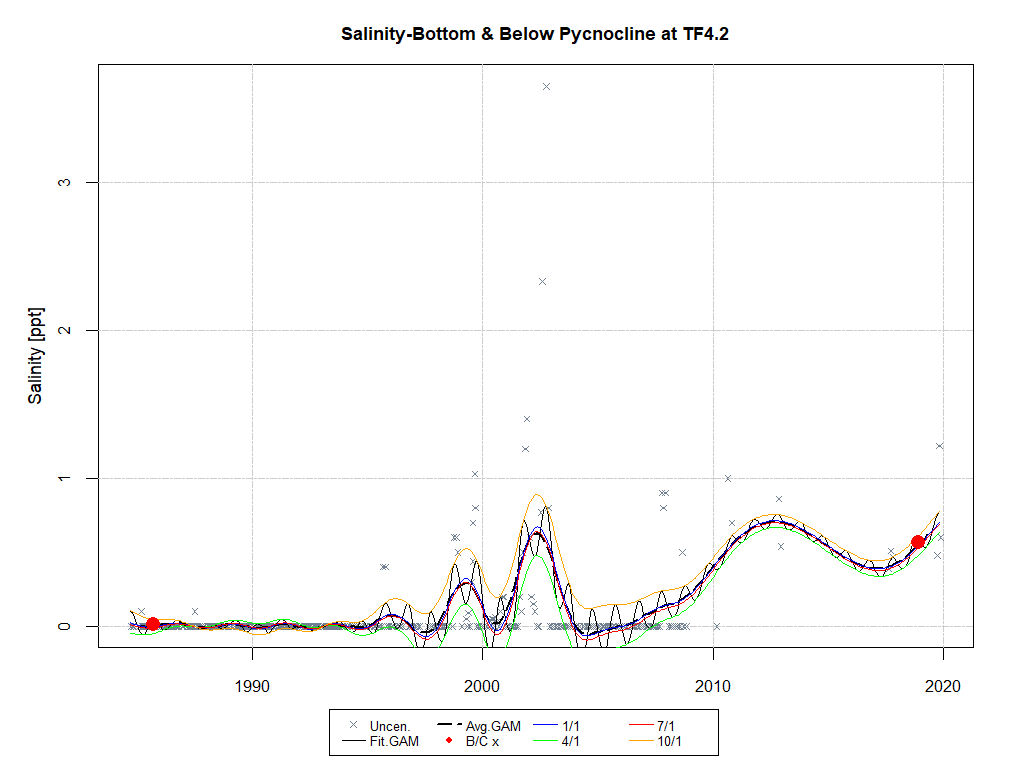 Salinity-Bottom & Below Pycnocline at TF4.2
Salinity [ppt]
3
2
1
0
1990 2000 2010 2020
Uncen. Avg.GAM 1/1 7/1
Fit.GAM B/C x 4/1 10/1